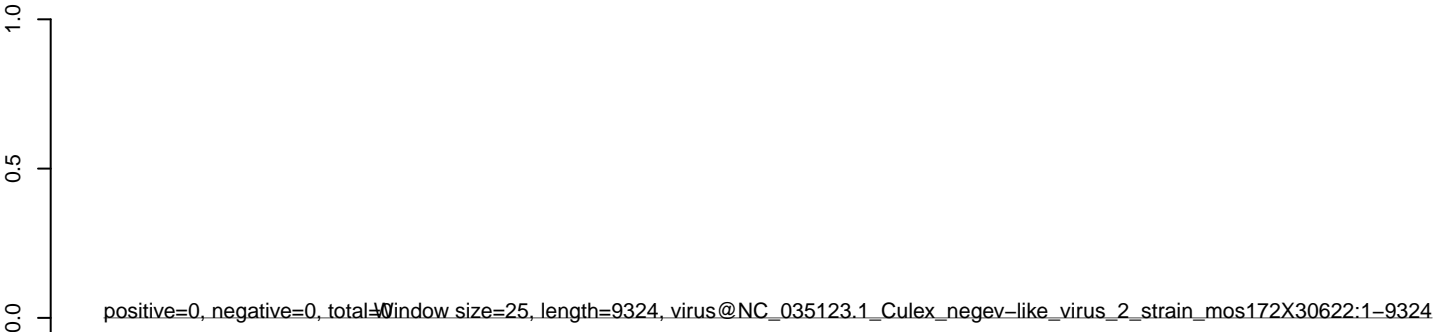 1.0
0.5
0.0
positive=0, negative=0, total=0
Window size=25, length=9324, virus@NC_035123.1_Culex_negev−like_virus_2_strain_mos172X30622:1−9324